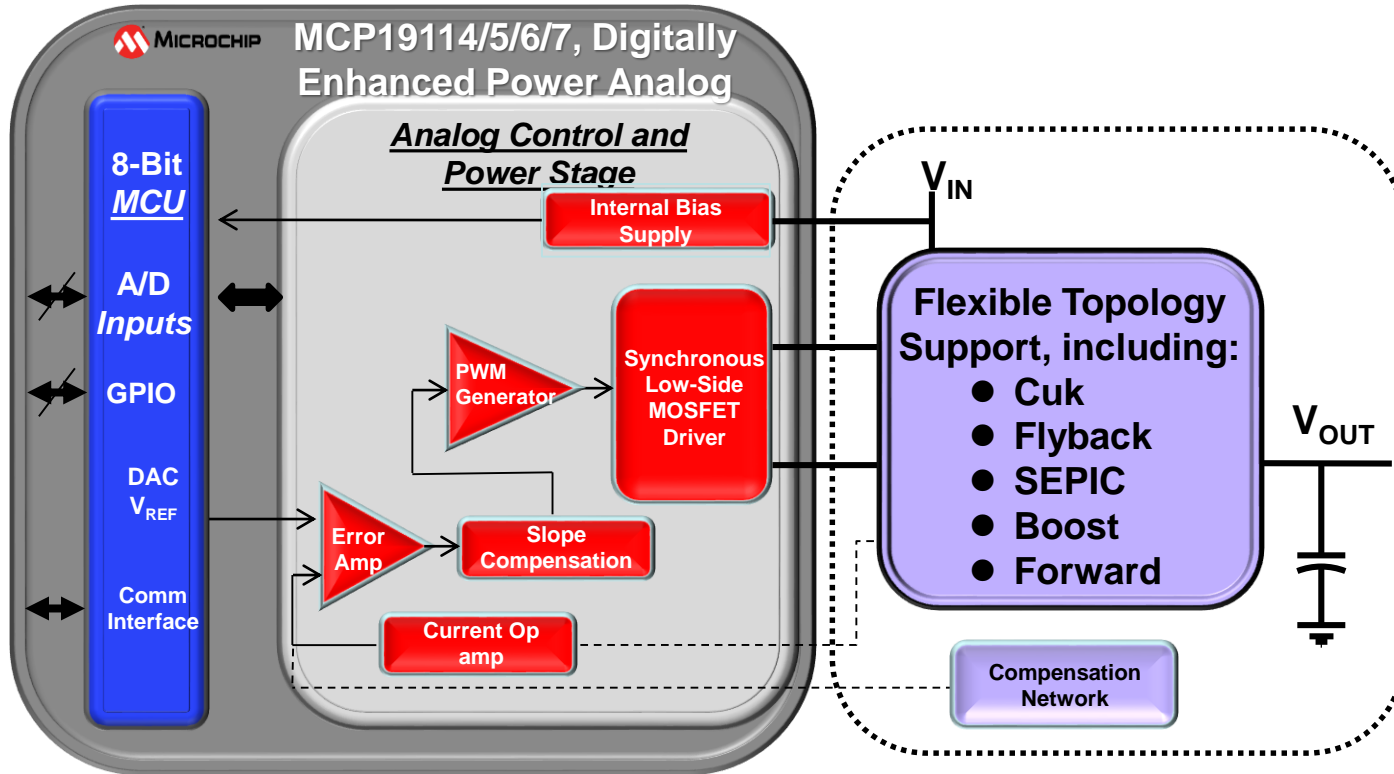 MICROCHIP
MCP19114/5/6/7, Digitally
Enhanced Power Analog
Analog Control and
Power Stage
8-Bit
MCU
A/D
Inputs
GPIO
DAC
VREF
Comm
Interface
Internal Bias
Supply
PWM
Generator
Synchronous
Low-Side
MOSFET
Driver
Error
Amp
Slope
Compensation
Current Op
amp
VIN
Flexible Topology
Support, including:
● Cuk
● Flyback
● SEPIC
● Boost
● Forward
VOUT
Compensation
Network